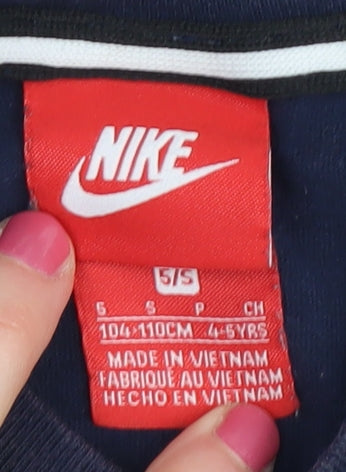 NIKE
5/S
S S P CH
104-110CM 4-5YRS
MADE IN VIETNAM
FABRIQUÉ AU VIETNAM
HECHO EN VIETNAM